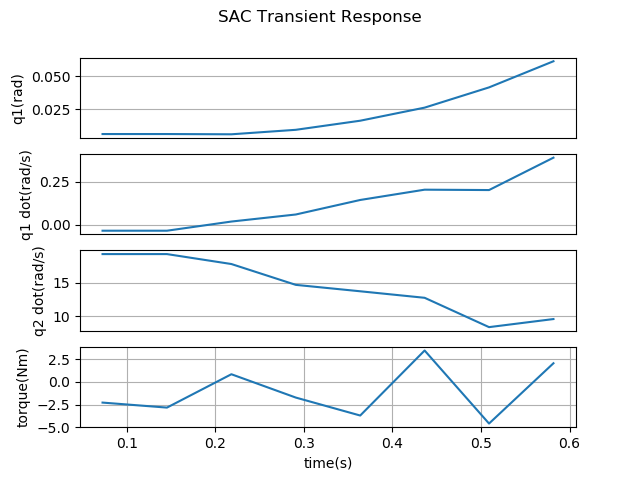 SAC Transient Response
q1(rad)
0.050
0.025
q1 dot(rad/s)
0.25
0.00
q2 dot(rad/s)
15
10
torque(Nm)
2.5
0.0
−2.5
−5.0
0.1 0.2 0.3 0.4 0.5 0.6
time(s)